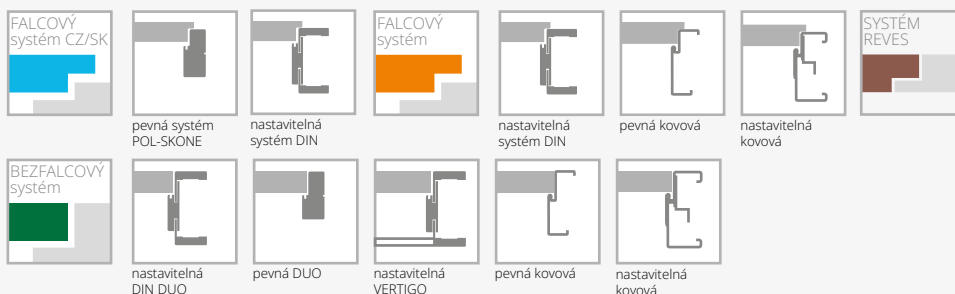 FALCOVÝ
systém CZ/SK
pevná systém
POL-SKONE
nastavitelná
systém DIN
FALCOVÝ
systém
nastavitelná
systém DIN
pevná kovová
nastavitelná
kovová
SYSTÉM
REVES
BEZFALCOVÝ
systém
nastavitelná
DIN DUO
pevná DUO
nastavitelná
VERTIGO
pevná kovová
nastavitelná
kovová